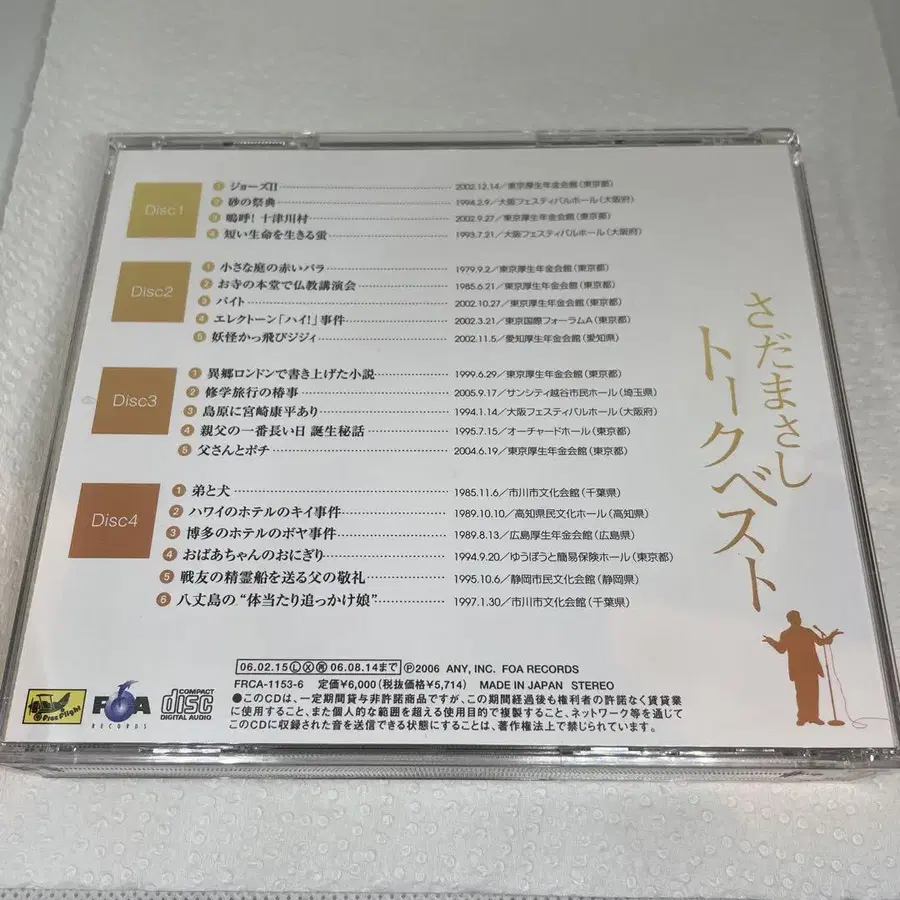 Disc1
1 ジョーズII 2002.12.14／東京厚生年金会館（東京都）
2 砂の祭典 1994.2.9／大阪フェスティバルホール（大阪府）
3 嗚呼！十津川村 2002.9.27／東京厚生年金会館（東京都）
4 短い生命を生きる蛍 1993.7.21／大阪フェスティバルホール（大阪府）
Disc2
1 小さな庭の赤いバラ 1979.9.2／東京厚生年金会館（東京都）
2 お寺の本堂で仏教講演会 1985.6.21／東京厚生年金会館（東京都）
3 バイト 2002.10.27／東京厚生年金会館（東京都）
4 エレクトーン「ハイ！」事件 2002.3.21／東京国際フォーラムA（東京都）
5 妖怪かっ飛びジジィ 2002.11.5／愛知厚生年金会館（愛知県）
Disc3
1 異郷ロンドンで書き上げた小説 1999.6.29／東京厚生年金会館（東京都）
2 修学旅行の椿事 2005.9.17／サンシティ越谷市民ホール（埼玉県）
3 島原に宮崎康平あり 1994.1.14／大阪フェスティバルホール（大阪府）
4 親父の一番長い日 誕生秘話 1995.7.15／オーチャードホール（東京都）
5 父さんとポチ 2004.6.19／東京厚生年金会館（東京都）
Disc4
1 弟と犬 1985.11.6／市川市文化会館（千葉県）
2 ハワイのホテルのキイ事件 1989.10.10／高知県民文化ホール（高知県）
3 博多のホテルのボヤ事件 1989.8.13／広島厚生年金会館（広島県）
4 おばあちゃんのおにぎり 1994.9.20／ゆうぽうと簡易保険ホール（東京都）
5 戦友の精霊船を送る父の敬礼 1995.10.6／静岡市民文化会館（静岡県）
6 八丈島の“体当たり追っかけ娘” 1997.1.30／市川市文化会館（千葉県）
さだまさし
トークベスト
06.02.15 Ⓛ Ⓧ ㊐ 06.08.14まで Ⓟ2006 ANY, INC. FOA RECORDS
FRCA-1153-6 定価¥6,000（税抜価格¥5,714） MADE IN JAPAN STEREO
●このCDは、一定期間貸与非許諾商品ですが、この期間経過後も権利者の許諾なく賃貸業
に使用すること、また個人的な範囲を超える使用目的で複製すること、ネットワーク等を通じて
このCDに収録された音を送信できる状態にすることは、著作権法上で禁じられています。
Free Flight
FOA
RECORDS
COMPACT
disc
DIGITAL AUDIO